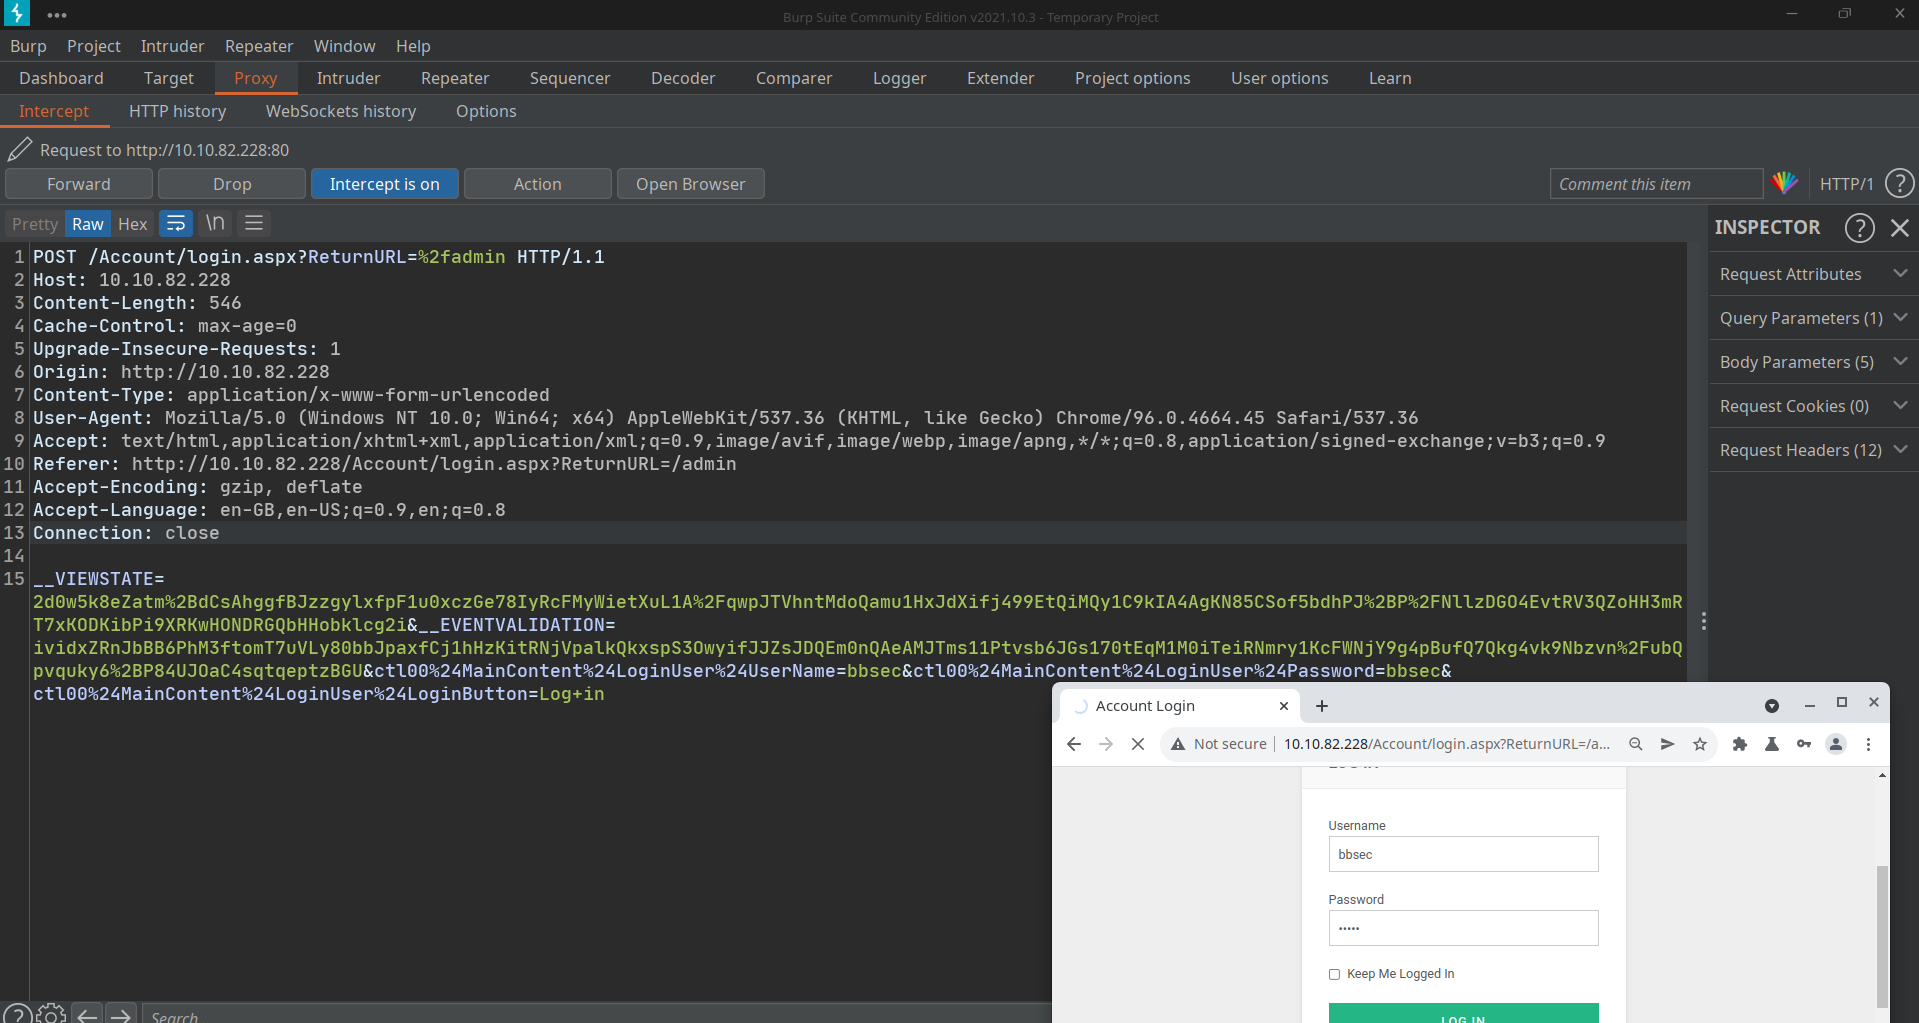 Burp Suite Community Edition v2021.10.3 - Temporary Project
Burp Project Intruder Repeater Window Help
Dashboard Target Proxy Intruder Repeater Sequencer Decoder Comparer Logger Extender Project options User options Learn
Intercept HTTP history WebSockets history Options
Request to http://10.10.82.228:80
Forward Drop Intercept is on Action Open Browser Comment this item HTTP/1 ?
Pretty Raw Hex \n
INSPECTOR ?
Request Attributes
Query Parameters (1)
Body Parameters (5)
Request Cookies (0)
Request Headers (12)
1 POST /Account/login.aspx?ReturnURL=%2fadmin HTTP/1.1
2 Host: 10.10.82.228
3 Content-Length: 546
4 Cache-Control: max-age=0
5 Upgrade-Insecure-Requests: 1
6 Origin: http://10.10.82.228
7 Content-Type: application/x-www-form-urlencoded
8 User-Agent: Mozilla/5.0 (Windows NT 10.0; Win64; x64) AppleWebKit/537.36 (KHTML, like Gecko) Chrome/96.0.4664.45 Safari/537.36
9 Accept: text/html,application/xhtml+xml,application/xml;q=0.9,image/avif,image/webp,image/apng,*/*;q=0.8,application/signed-exchange;v=b3;q=0.9
10 Referer: http://10.10.82.228/Account/login.aspx?ReturnURL=/admin
11 Accept-Encoding: gzip, deflate
12 Accept-Language: en-GB,en-US;q=0.9,en;q=0.8
13 Connection: close
14
15 __VIEWSTATE=
2d0w5k8eZatm%2BdCsAhggfBJzzgylxfpF1u0xczGe78IyRcFMyWietXuL1A%2FqwpJTVhntMdoQamu1HxJdXifj499EtQiMQy1C9kIA4AgKN85CSof5bdhPJ%2BP%2FNllzDGO4EvtRV3QZoHH3mR
T7xKODKibPi9XRKwHONDRGQbHHobklcg2i&__EVENTVALIDATION=
ividxZRnJbBB6PhM3ftomT7uVLy80bbJpaxfCj1hHzKitRNjVpalkQkxspS3OwyifJJZsJDQEm0nQAeAMJTms11Ptvsb6JGs170tEqM1M0iTeiRNmry1KcFWNjY9g4pBufQ7Qkg4vk9Nbzvn%2FubQ
pvquky6%2BP84UJOaC4sqtqeptzBGU&ctl00%24MainContent%24LoginUser%24UserName=bbsec&ctl00%24MainContent%24LoginUser%24Password=bbsec&
ctl00%24MainContent%24LoginUser%24LoginButton=Log+in
Account Login
Not secure 10.10.82.228/Account/login.aspx?ReturnURL=/a...
Username
bbsec
Password
•••••
Keep Me Logged In
LOG IN
? Search